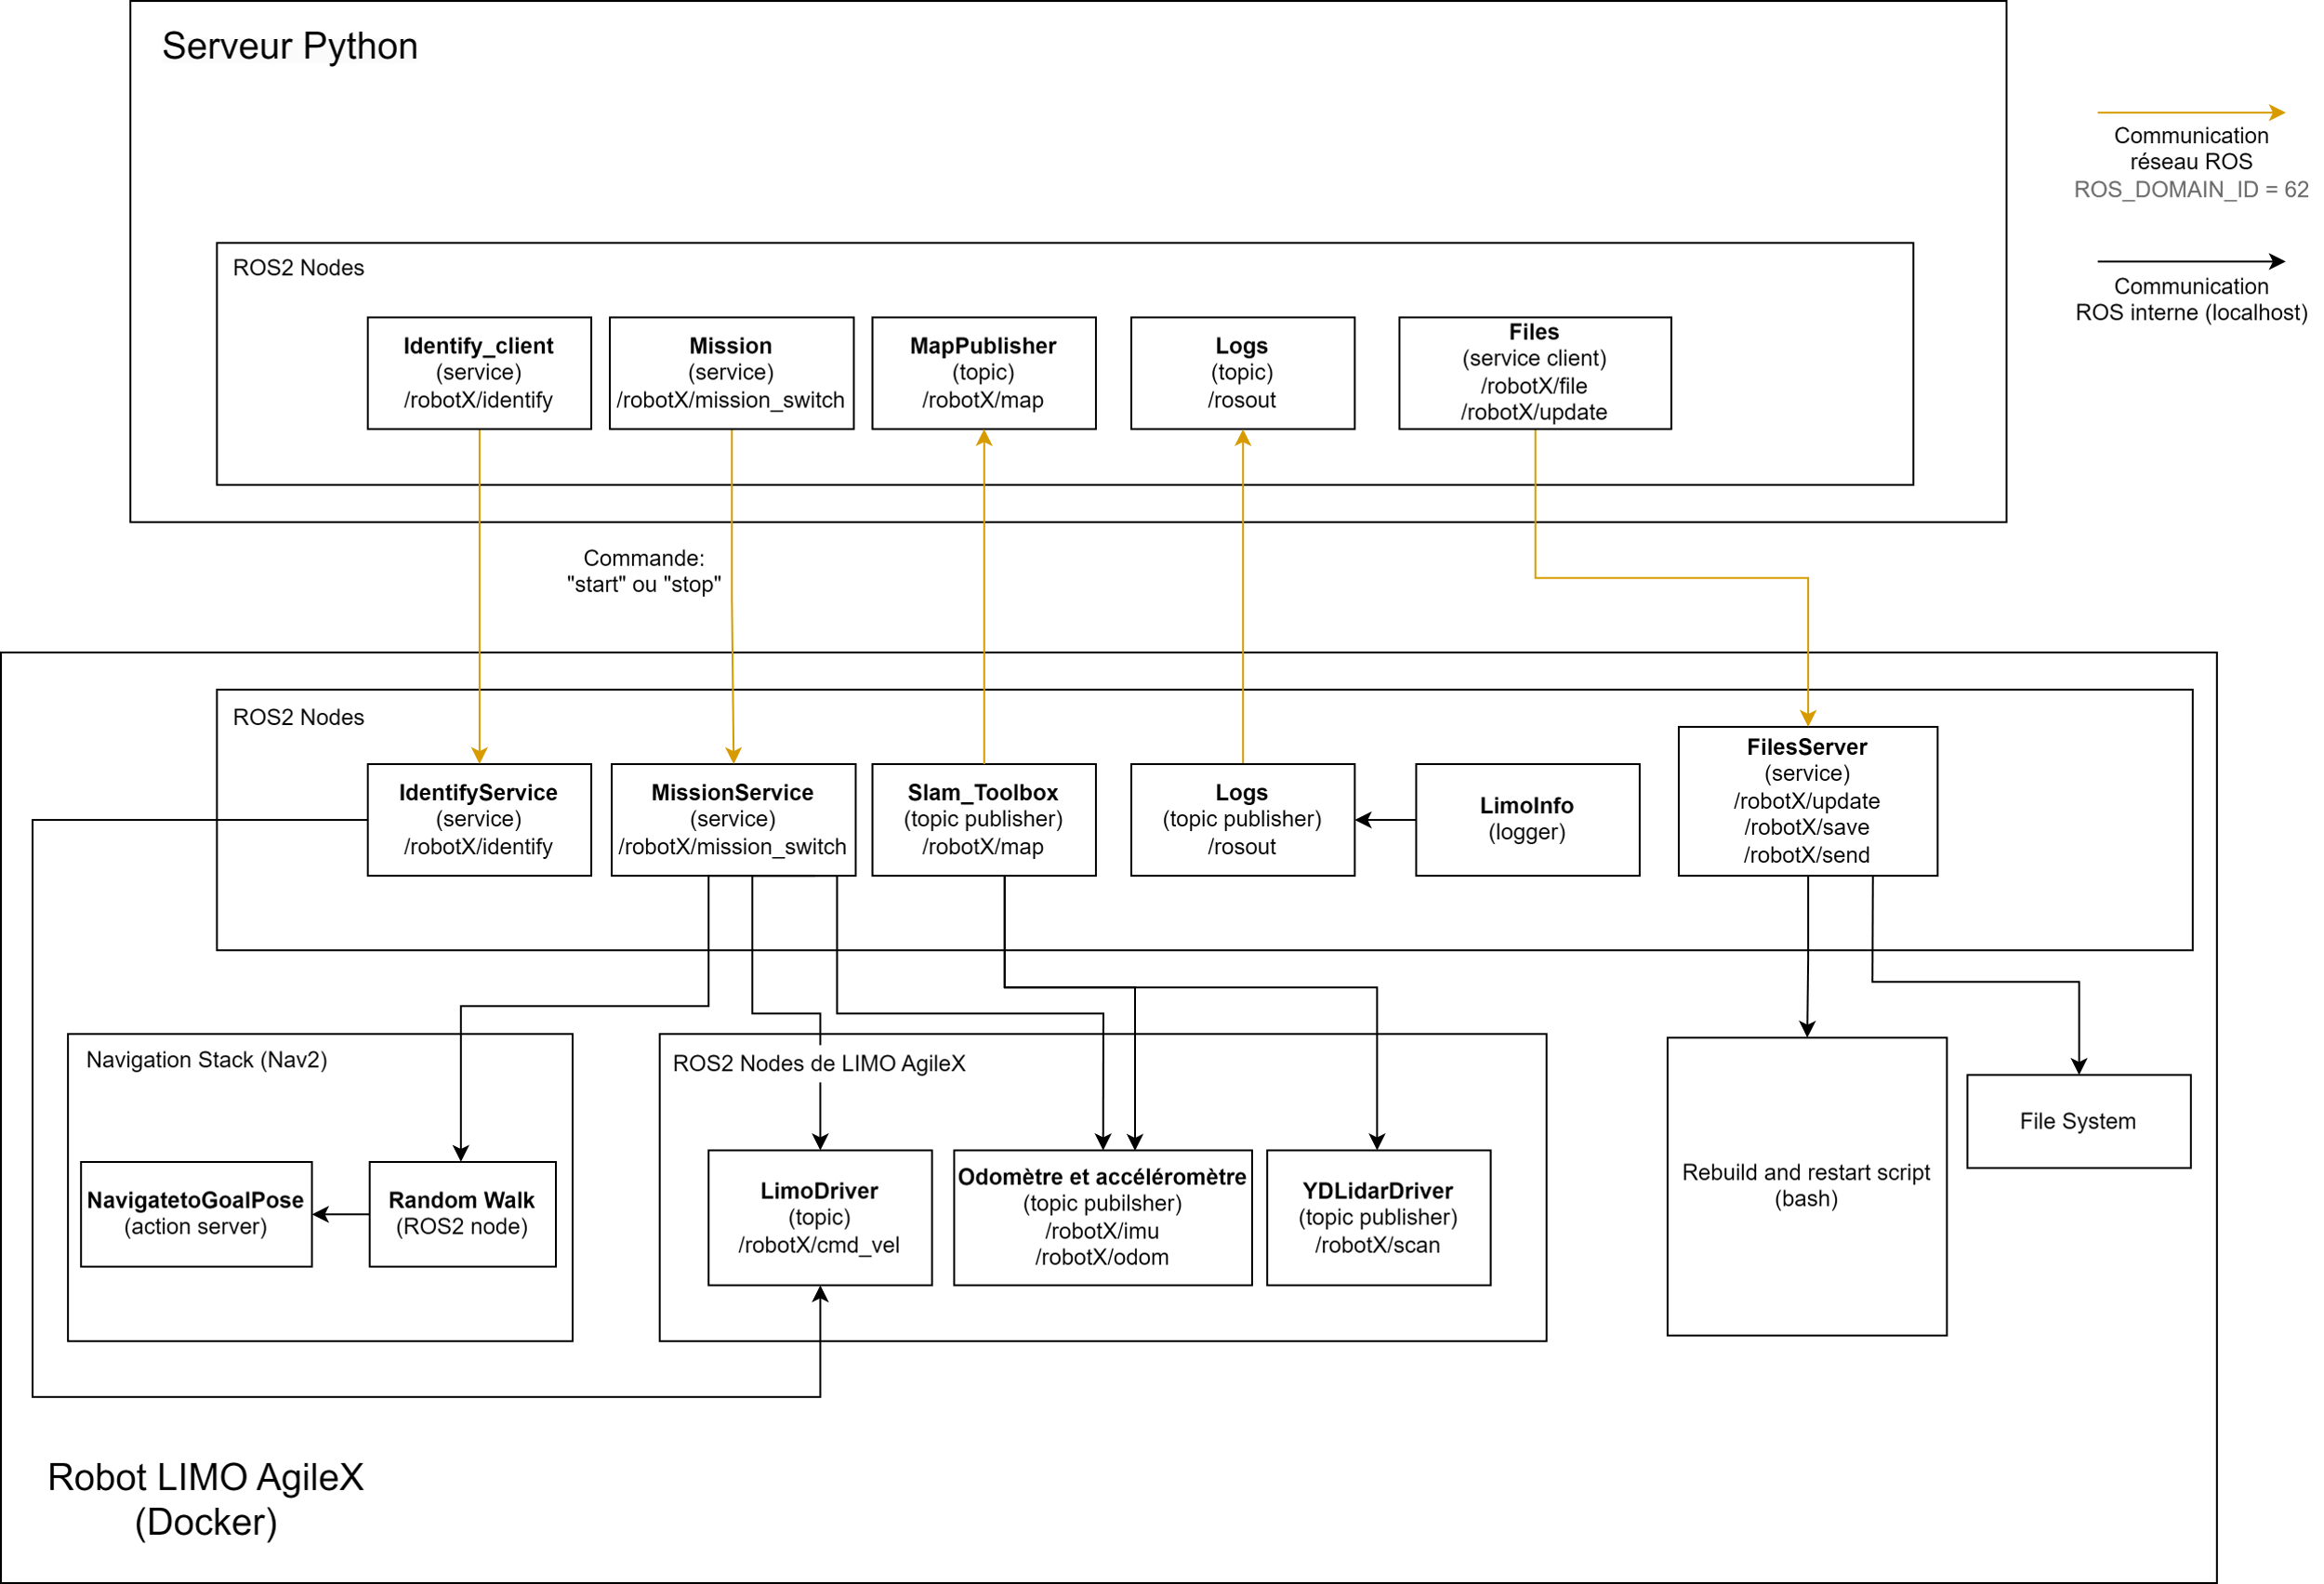 Serveur Python
Communication
réseau ROS
ROS_DOMAIN_ID = 62
Communication
ROS interne (localhost)
ROS2 Nodes
Identify_client
(service)
/robotX/identify
Mission
(service)
/robotX/mission_switch
MapPublisher
(topic)
/robotX/map
Logs
(topic)
/rosout
Files
(service client)
/robotX/file
/robotX/update
Commande:
"start" ou "stop"
ROS2 Nodes
IdentifyService
(service)
/robotX/identify
MissionService
(service)
/robotX/mission_switch
Slam_Toolbox
(topic publisher)
/robotX/map
Logs
(topic publisher)
/rosout
LimoInfo
(logger)
FilesServer
(service)
/robotX/update
/robotX/save
/robotX/send
Navigation Stack (Nav2)
NavigatetoGoalPose
(action server)
Random Walk
(ROS2 node)
ROS2 Nodes de LIMO AgileX
LimoDriver
(topic)
/robotX/cmd_vel
Odomètre et accéléromètre
(topic pubilsher)
/robotX/imu
/robotX/odom
YDLidarDriver
(topic publisher)
/robotX/scan
Rebuild and restart script
(bash)
File System
Robot LIMO AgileX
(Docker)